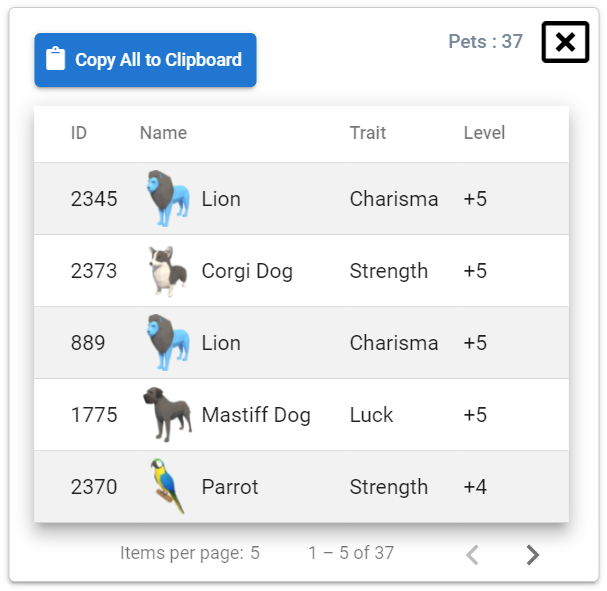 Copy All to Clipboard
Pets : 37
ID Name Trait Level
2345 Lion Charisma +5
2373 Corgi Dog Strength +5
889 Lion Charisma +5
1775 Mastiff Dog Luck +5
2370 Parrot Strength +4
Items per page: 5 1 – 5 of 37